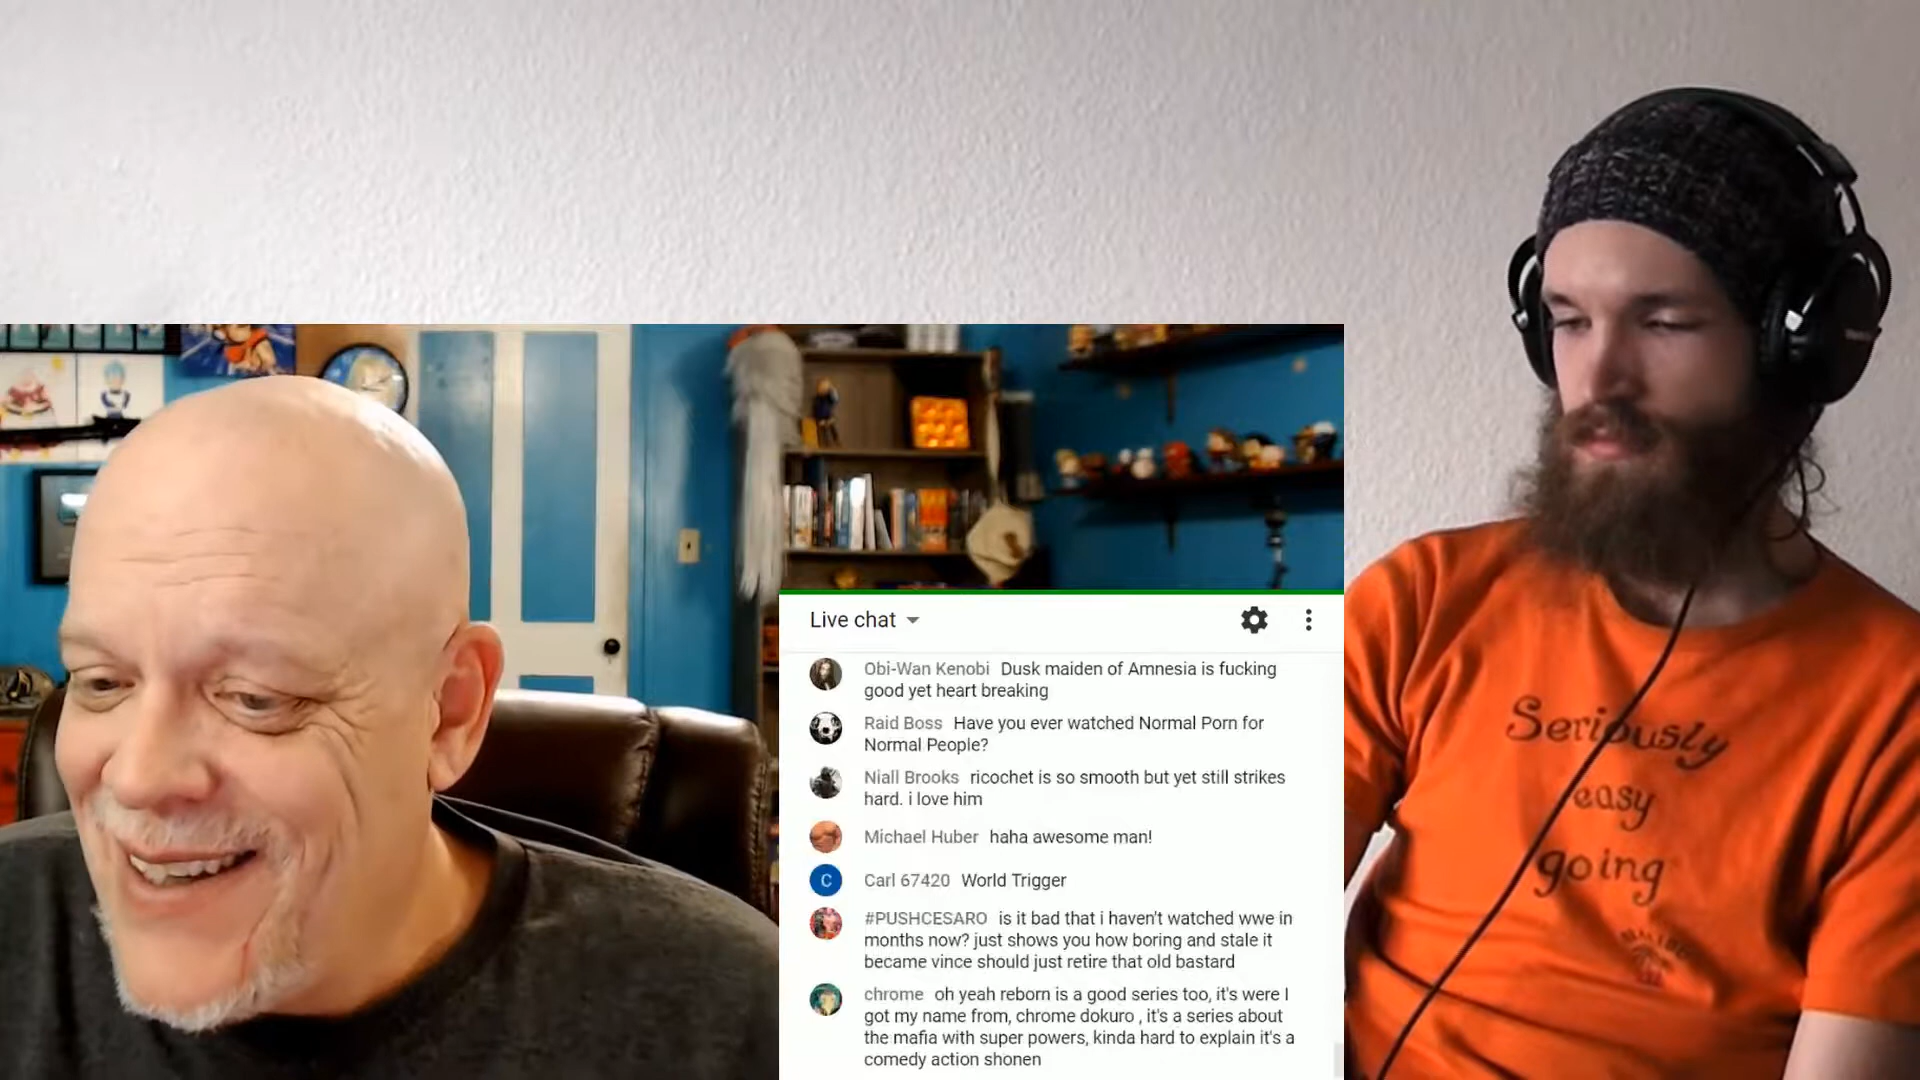 Live chat
Obi-Wan Kenobi Dusk maiden of Amnesia is fucking
good yet heart breaking
Raid Boss Have you ever watched Normal Porn for
Normal People?
Niall Brooks ricochet is so smooth but yet still strikes
hard. i love him
Michael Huber haha awesome man!
C Carl 67420 World Trigger
#PUSHCESARO is it bad that i haven't watched wwe in
months now? just shows you how boring and stale it
became vince should just retire that old bastard
chrome oh yeah reborn is a good series too, it's were I
got my name from, chrome dokuro , it's a series about
the mafia with super powers, kinda hard to explain it's a
comedy action shonen
Seriously
easy
going